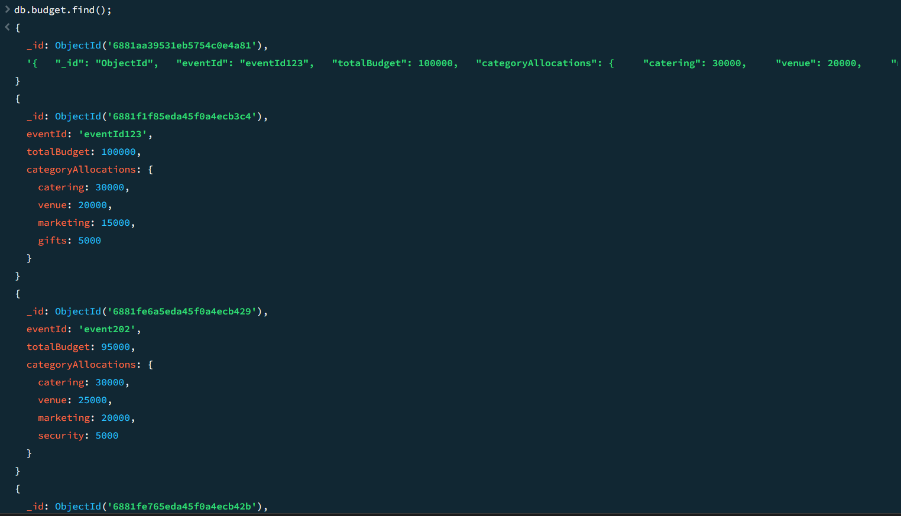 > db.budget.find();
< {
_id: ObjectId('6881aa39531eb5754c0e4a81'),
'{ "_id": "ObjectId", "eventId": "eventId123", "totalBudget": 100000, "categoryAllocations": { "catering": 30000, "venue": 20000, "
}
{
_id: ObjectId('6881f1f85eda45f0a4ecb3c4'),
eventId: 'eventId123',
totalBudget: 100000,
categoryAllocations: {
catering: 30000,
venue: 20000,
marketing: 15000,
gifts: 5000
}
}
{
_id: ObjectId('6881fe6a5eda45f0a4ecb429'),
eventId: 'event202',
totalBudget: 95000,
categoryAllocations: {
catering: 30000,
venue: 25000,
marketing: 20000,
security: 5000
}
}
{
_id: ObjectId('6881fe765eda45f0a4ecb42b'),